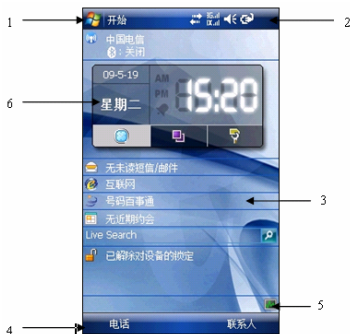 1
开始
2
中国电信
:关闭
09-5-19
AM
PM
15:20
6
星期二
无未读短信/邮件
互联网
号码百事通
3
无近期约会
Live Search
已解除对设备的锁定
5
4
电话
联系人